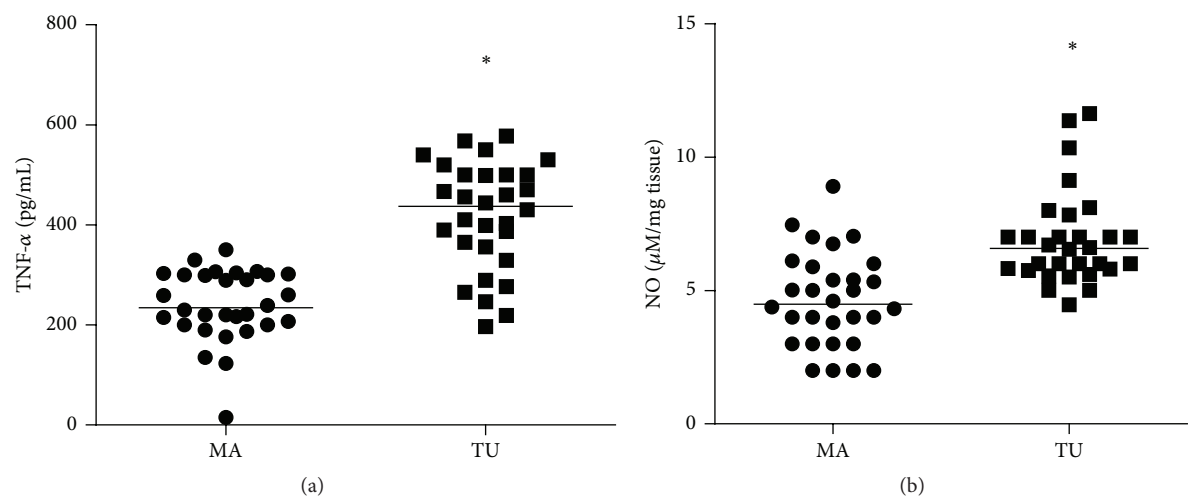 TNF-α (pg/mL)
800
600
400
200
0
*
MA
TU
(a)
NO (μM/mg tissue)
15
10
5
0
*
MA
TU
(b)